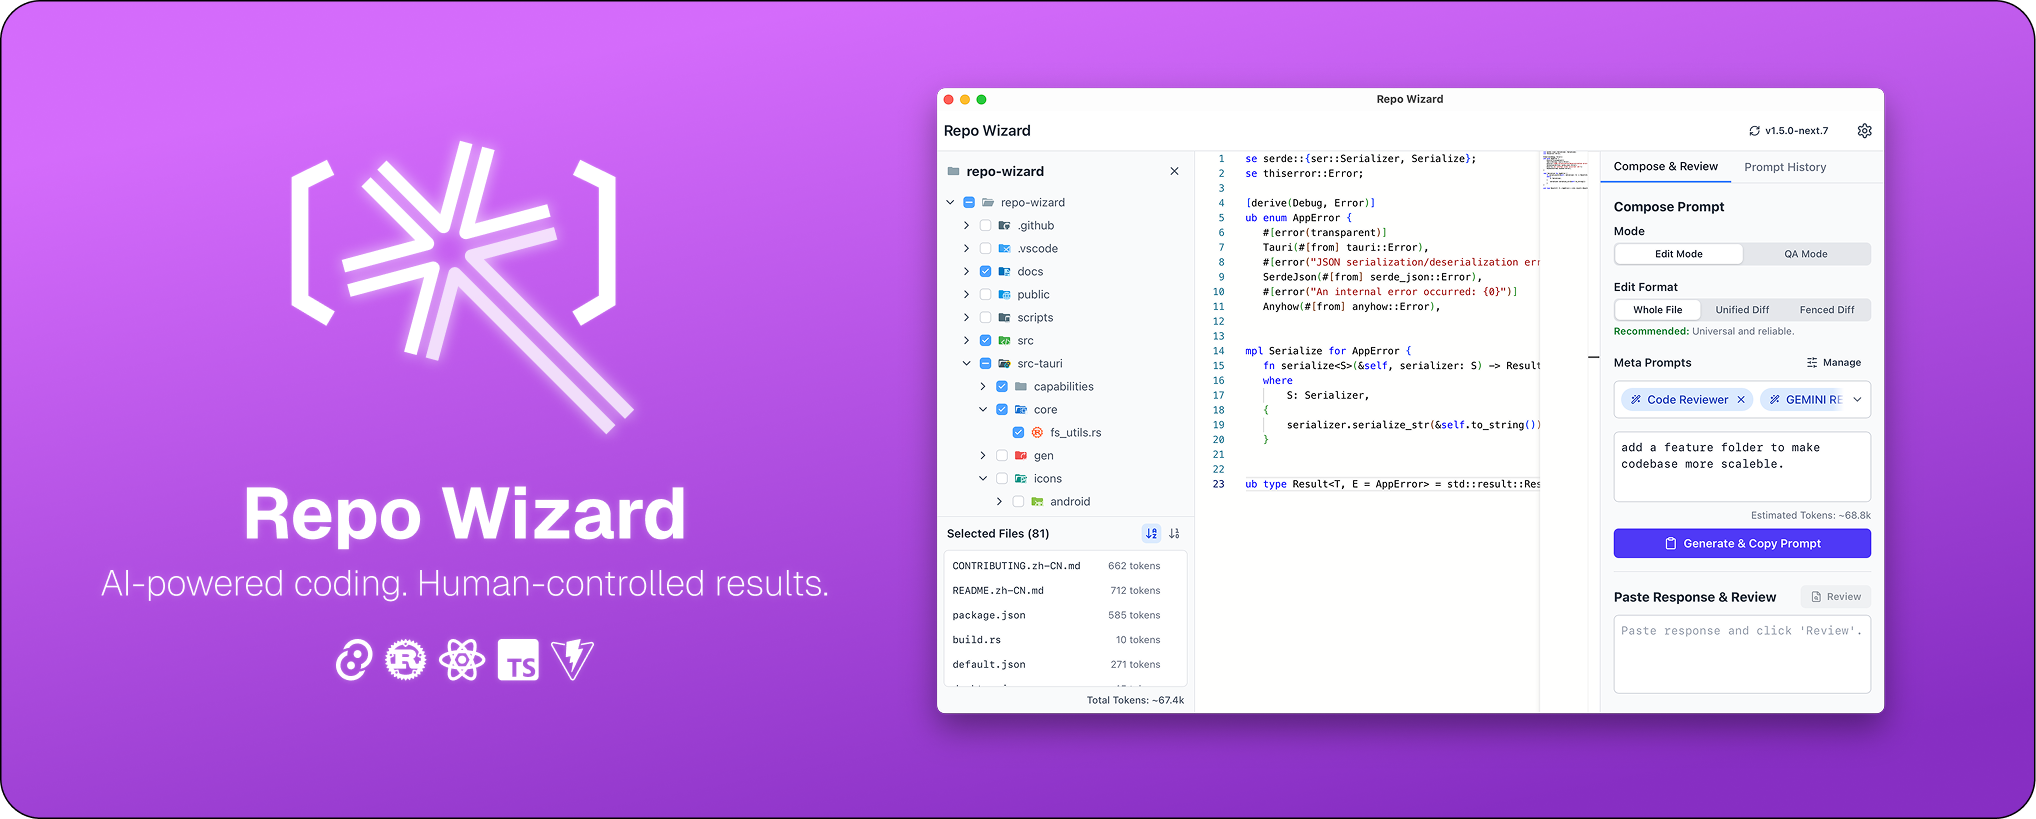 Repo Wizard
AI-powered coding. Human-controlled results.
TS
Repo Wizard
Repo Wizard
v1.5.0-next.7
repo-wizard
repo-wizard
.github
.vscode
docs
public
scripts
src
src-tauri
capabilities
core
fs_utils.rs
gen
icons
android
Selected Files (81)
CONTRIBUTING.zh-CN.md 662 tokens
README.zh-CN.md 712 tokens
package.json 585 tokens
build.rs 10 tokens
default.json 271 tokens
Total Tokens: ~67.4k
1 se serde::{ser::Serializer, Serialize};
2 se thiserror::Error;
3
4 [derive(Debug, Error)]
5 ub enum AppError {
6 #[error(transparent)]
7 Tauri(#[from] tauri::Error),
8 #[error("JSON serialization/deserialization err
9 SerdeJson(#[from] serde_json::Error),
10 #[error("An internal error occurred: {0}")]
11 Anyhow(#[from] anyhow::Error),
12
13
14 mpl Serialize for AppError {
15 fn serialize<S>(&self, serializer: S) -> Result
16 where
17 S: Serializer,
18 {
19 serializer.serialize_str(&self.to_string())
20 }
21
22
23 ub type Result<T, E = AppError> = std::result::Res
Compose & Review Prompt History
Compose Prompt
Mode
Edit Mode QA Mode
Edit Format
Whole File Unified Diff Fenced Diff
Recommended: Universal and reliable.
Meta Prompts Manage
Code Reviewer GEMINI RE
add a feature folder to make
codebase more scaleble.
Estimated Tokens: ~68.8k
Generate & Copy Prompt
Paste Response & Review Review
Paste response and click 'Review'.